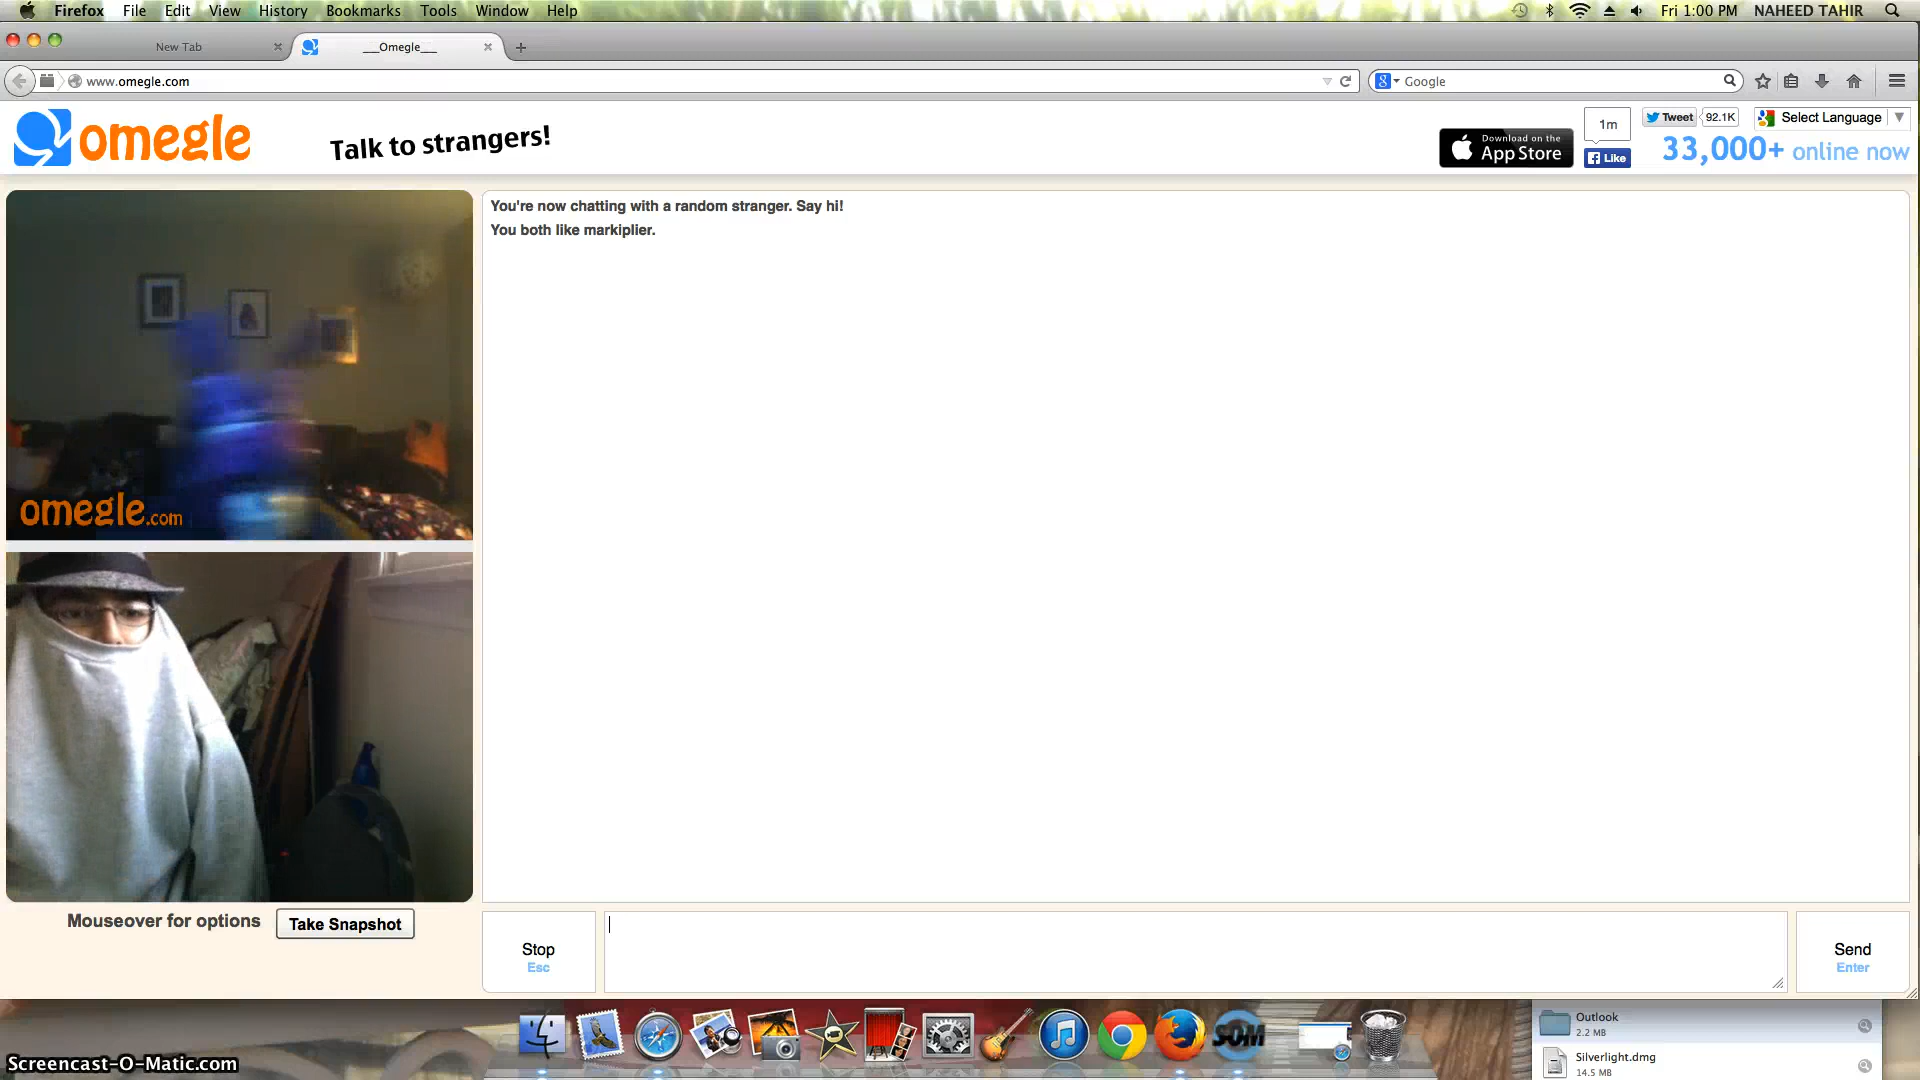 Firefox File Edit View History Bookmarks Tools Window Help Fri 1:00 PM NAHEED TAHIR
New Tab __Omegle__
www.omegle.com Google
omegle Talk to strangers!
Download on the
App Store
1m
Like
Tweet 92.1K Select Language
33,000+ online now
omegle.com
You're now chatting with a random stranger. Say hi!
You both like markiplier.
Mouseover for options Take Snapshot
Stop
Esc
Send
Enter
SOM
Outlook
2.2 MB
Silverlight.dmg
14.5 MB
Screencast-O-Matic.com